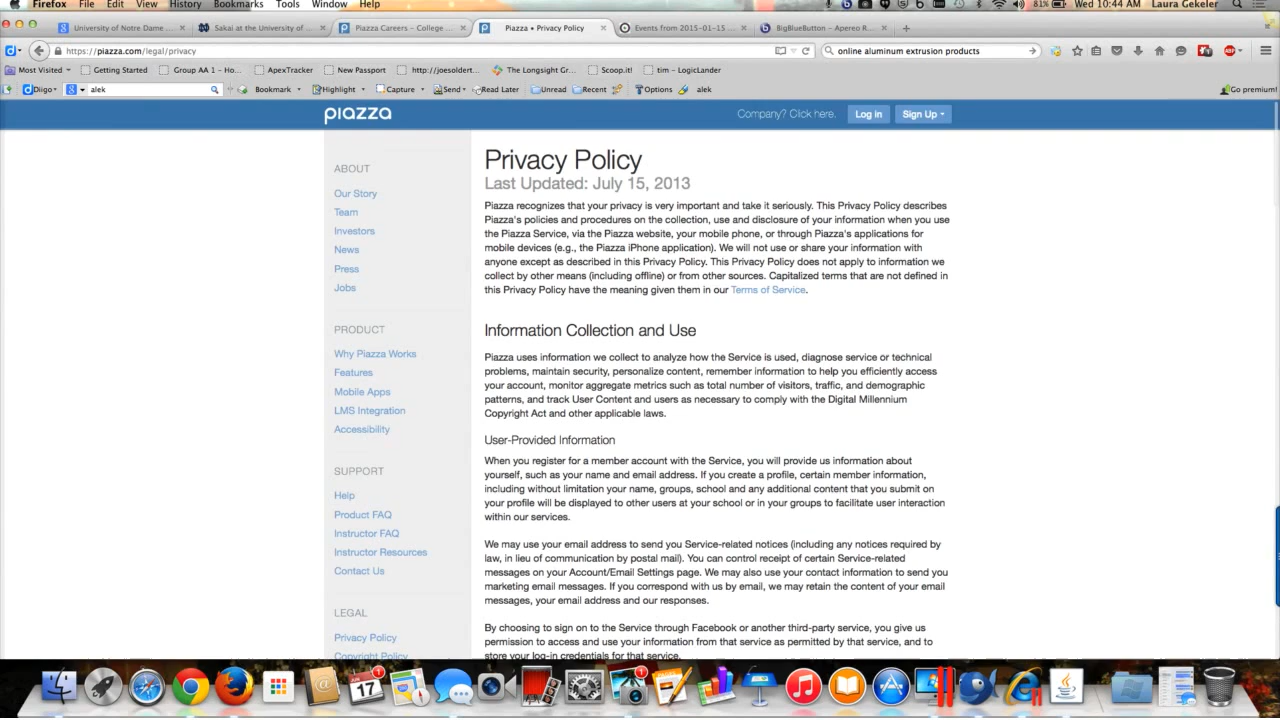 Firefox File Edit View History Bookmarks Tools Window Help 81% Wed 10:44 AM Laura Gekeler
University of Notre Dame ... Sakai at the University of ... Piazza Careers – College ... Piazza • Privacy Policy Events from 2015-01-15 ... BigBlueButton – Apereo R...
https://piazza.com/legal/privacy online aluminum extrusion products
Most Visited Getting Started Group AA 1 – Ho... ApexTracker New Passport http://joesoldert... The Longsight Gr... Scoop.it! tim – LogicLander
Diigo alek Bookmark Highlight Capture Send Read Later Unread Recent Options alek Go premium!
piazza Company? Click here. Log in Sign Up
ABOUT
Our Story
Team
Investors
News
Press
Jobs
PRODUCT
Why Piazza Works
Features
Mobile Apps
LMS Integration
Accessibility
SUPPORT
Help
Product FAQ
Instructor FAQ
Instructor Resources
Contact Us
LEGAL
Privacy Policy
Copyright Policy
Privacy Policy
Last Updated: July 15, 2013
Piazza recognizes that your privacy is very important and take it seriously. This Privacy Policy describes
Piazza's policies and procedures on the collection, use and disclosure of your information when you use
the Piazza Service, via the Piazza website, your mobile phone, or through Piazza's applications for
mobile devices (e.g., the Piazza iPhone application). We will not use or share your information with
anyone except as described in this Privacy Policy. This Privacy Policy does not apply to information we
collect by other means (including offline) or from other sources. Capitalized terms that are not defined in
this Privacy Policy have the meaning given them in our Terms of Service.
Information Collection and Use
Piazza uses information we collect to analyze how the Service is used, diagnose service or technical
problems, maintain security, personalize content, remember information to help you efficiently access
your account, monitor aggregate metrics such as total number of visitors, traffic, and demographic
patterns, and track User Content and users as necessary to comply with the Digital Millennium
Copyright Act and other applicable laws.
User-Provided Information
When you register for a member account with the Service, you will provide us information about
yourself, such as your name and email address. If you create a profile, certain member information,
including without limitation your name, groups, school and any additional content that you submit on
your profile will be displayed to other users at your school or in your groups to facilitate user interaction
within our services.
We may use your email address to send you Service-related notices (including any notices required by
law, in lieu of communication by postal mail). You can control receipt of certain Service-related
messages on your Account/Email Settings page. We may also use your contact information to send you
marketing email messages. If you correspond with us by email, we may retain the content of your email
messages, your email address and our responses.
By choosing to sign on to the Service through Facebook or another third-party service, you give us
permission to access and use your information from that service as permitted by that service, and to
store your log-in credentials for that service.
17